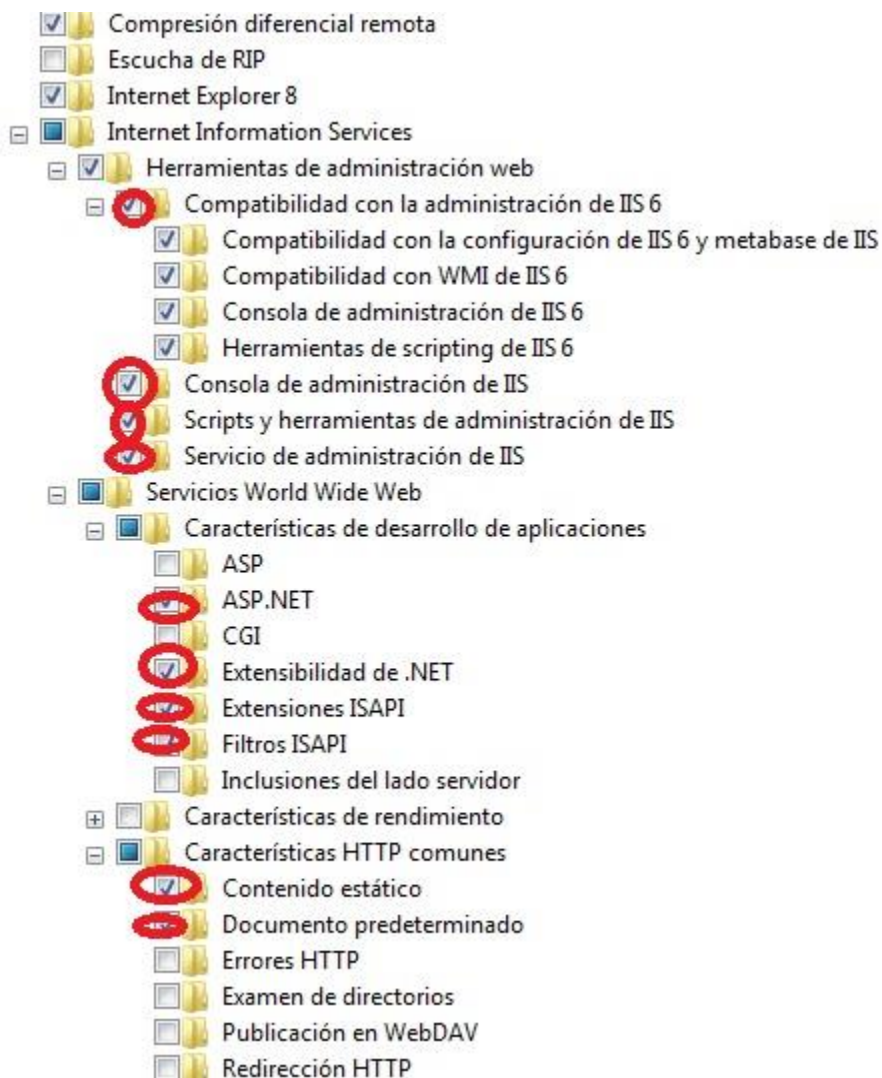 Compresión diferencial remota
Escucha de RIP
Internet Explorer 8
Internet Information Services
Herramientas de administración web
Compatibilidad con la administración de IIS 6
Compatibilidad con la configuración de IIS 6 y metabase de IIS
Compatibilidad con WMI de IIS 6
Consola de administración de IIS 6
Herramientas de scripting de IIS 6
Consola de administración de IIS
Scripts y herramientas de administración de IIS
Servicio de administración de IIS
Servicios World Wide Web
Características de desarrollo de aplicaciones
ASP
ASP.NET
CGI
Extensibilidad de .NET
Extensiones ISAPI
Filtros ISAPI
Inclusiones del lado servidor
Características de rendimiento
Características HTTP comunes
Contenido estático
Documento predeterminado
Errores HTTP
Examen de directorios
Publicación en WebDAV
Redirección HTTP